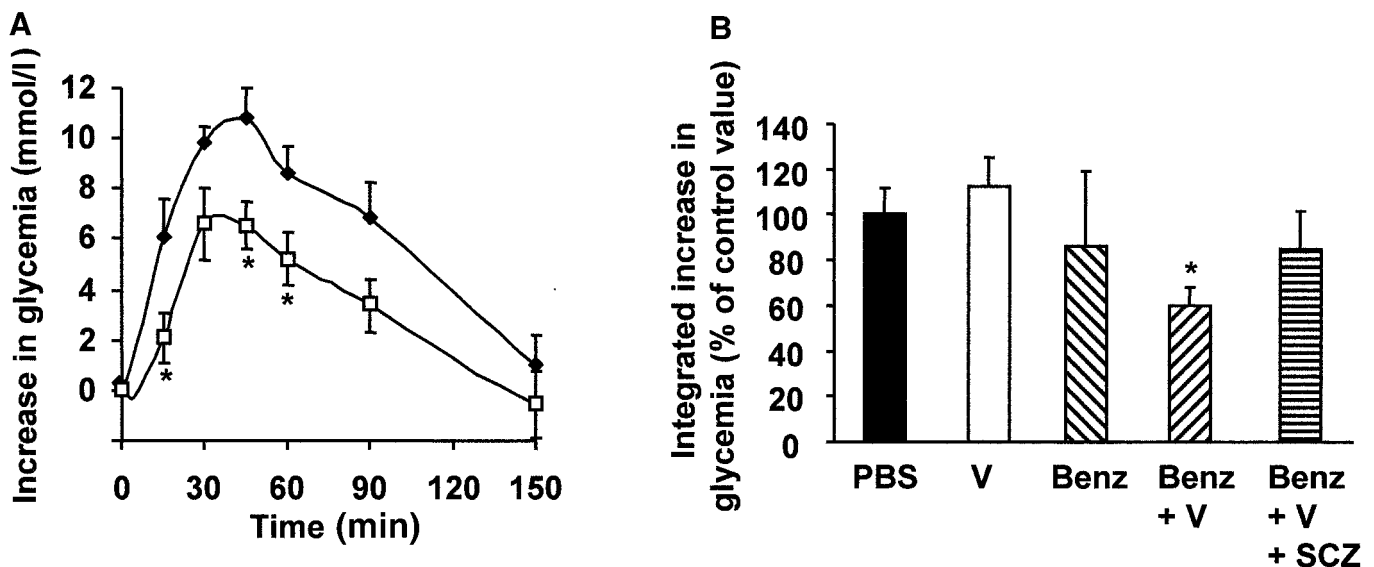 A
Increase in glycemia (mmol/l)
12
10
8
6
4
2
0
*
*
*
0 30 60 90 120 150
Time (min)
B
Integrated increase in
glycemia (% of control value)
140
120
100
80
60
40
20
0
*
PBS V Benz Benz Benz
+ V + V
+ SCZ